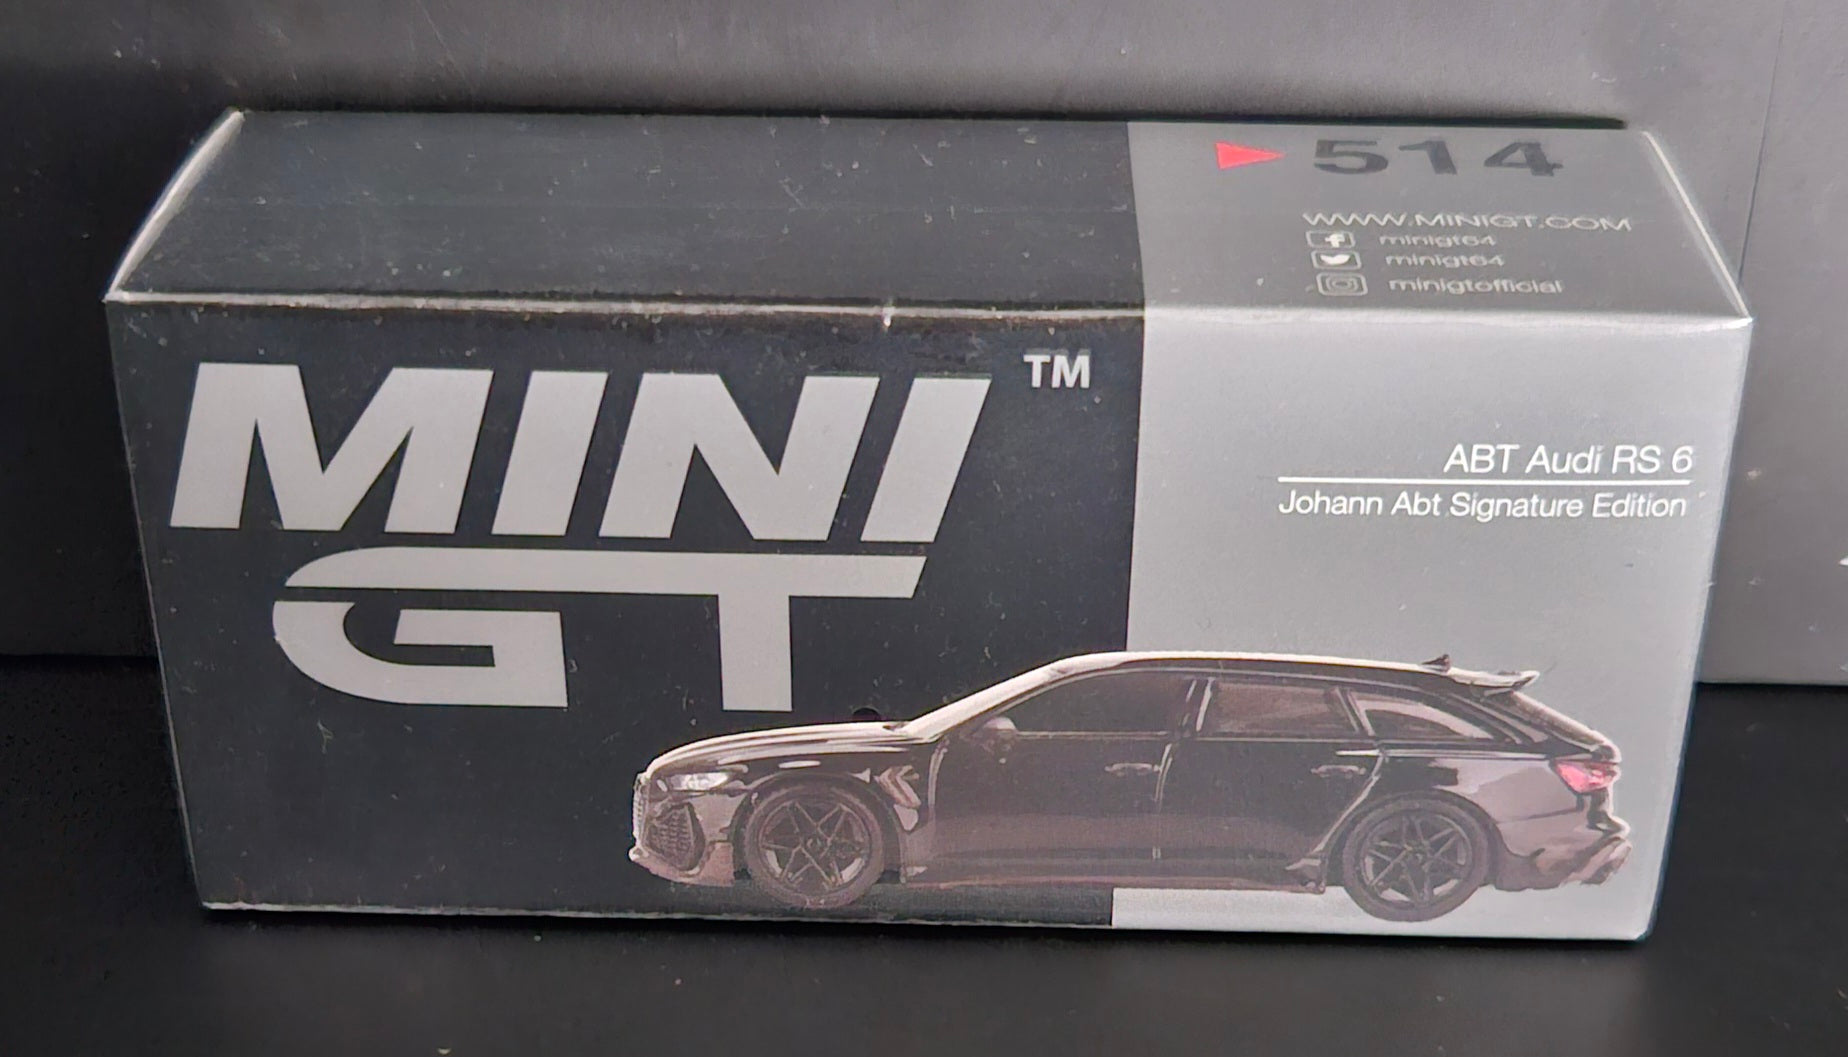 514
WWW.MINIGT.COM
minigt64
minigt64
minigtofficial
MINI
GT
TM
ABT Audi RS 6
Johann Abt Signature Edition